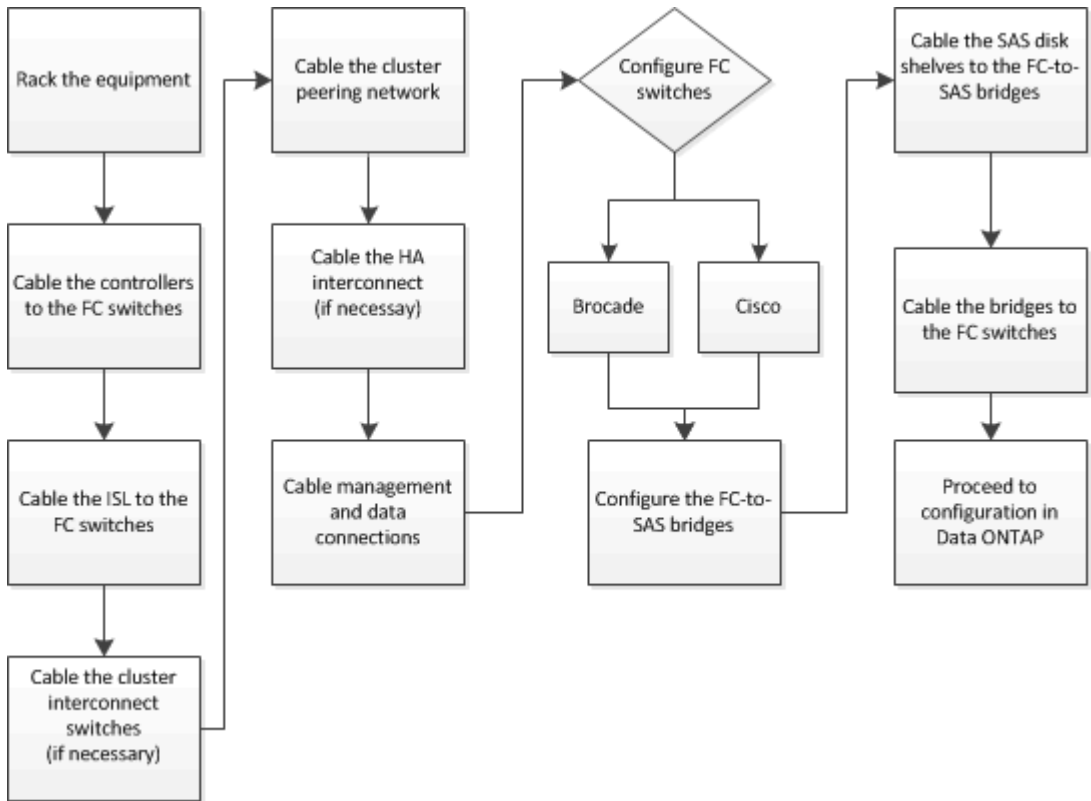 Rack the equipment
Cable the controllers
to the FC switches
Cable the ISL to the
FC switches
Cable the cluster
interconnect
switches
(if necessary)
Cable the cluster
peering network
Cable the HA
interconnect
(if necessay)
Cable management
and data
connections
Configure FC
switches
Brocade
Cisco
Configure the FC-to-
SAS bridges
Cable the SAS disk
shelves to the FC-to-
SAS bridges
Cable the bridges to
the FC switches
Proceed to
configuration in
Data ONTAP